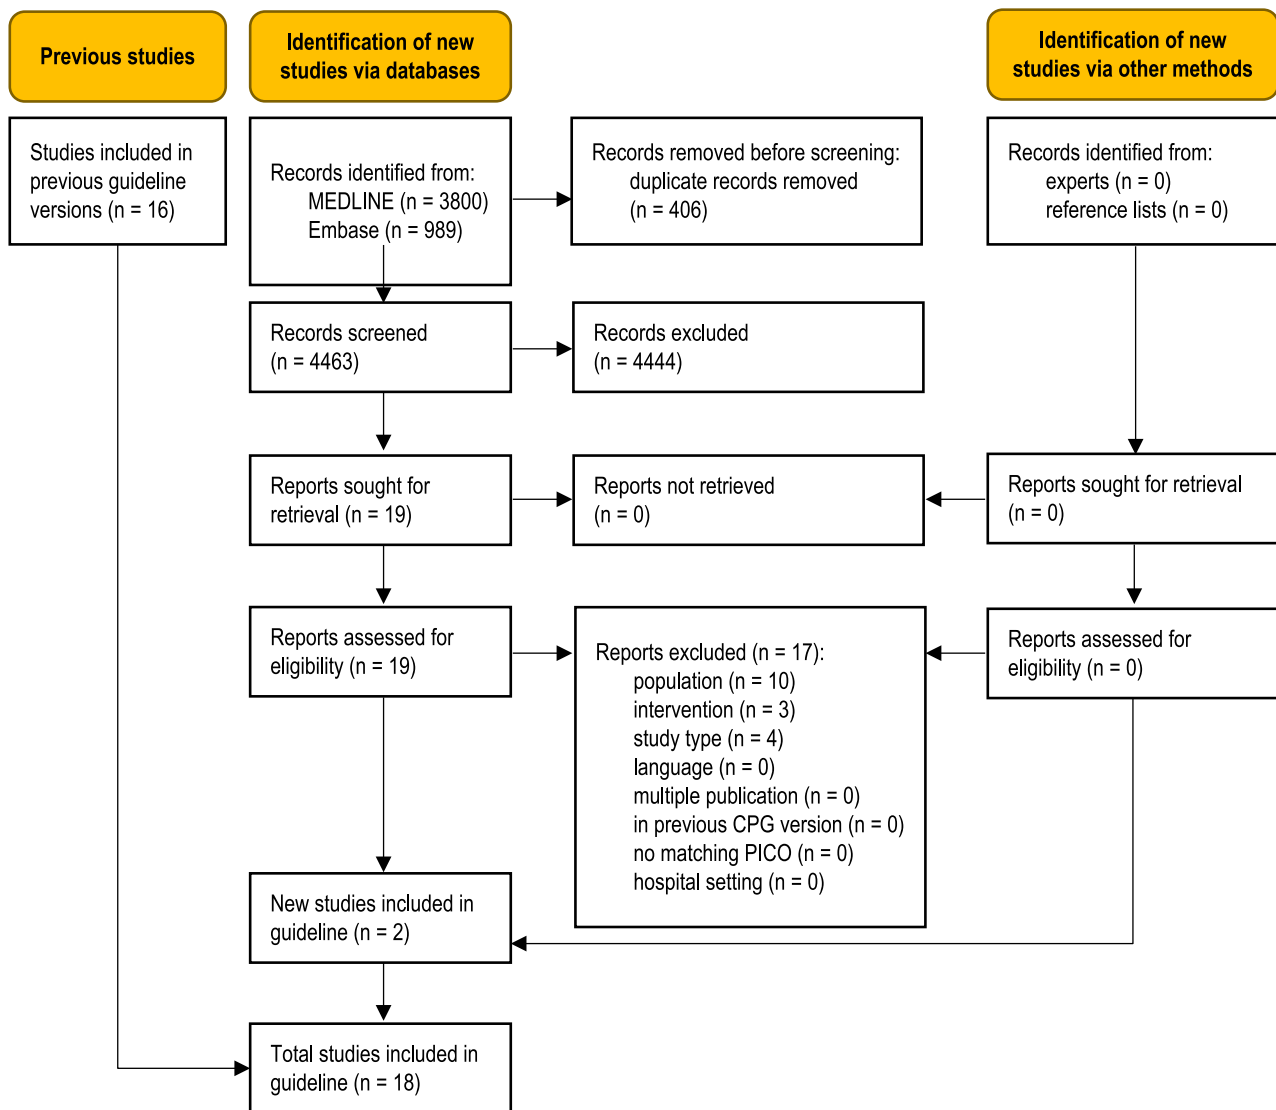 Previous studies
Identification of new
studies via databases
Identification of new
studies via other methods
Studies included in
previous guideline
versions (n = 16)
Records identified from:
MEDLINE (n = 3800)
Embase (n = 989)
Records removed before screening:
duplicate records removed
(n = 406)
Records identified from:
experts (n = 0)
reference lists (n = 0)
Records screened
(n = 4463)
Records excluded
(n = 4444)
Reports sought for
retrieval (n = 19)
Reports not retrieved
(n = 0)
Reports sought for retrieval
(n = 0)
Reports assessed for
eligibility (n = 19)
Reports excluded (n = 17):
population (n = 10)
intervention (n = 3)
study type (n = 4)
language (n = 0)
multiple publication (n = 0)
in previous CPG version (n = 0)
no matching PICO (n = 0)
hospital setting (n = 0)
Reports assessed for
eligibility (n = 0)
New studies included in
guideline (n = 2)
Total studies included in
guideline (n = 18)